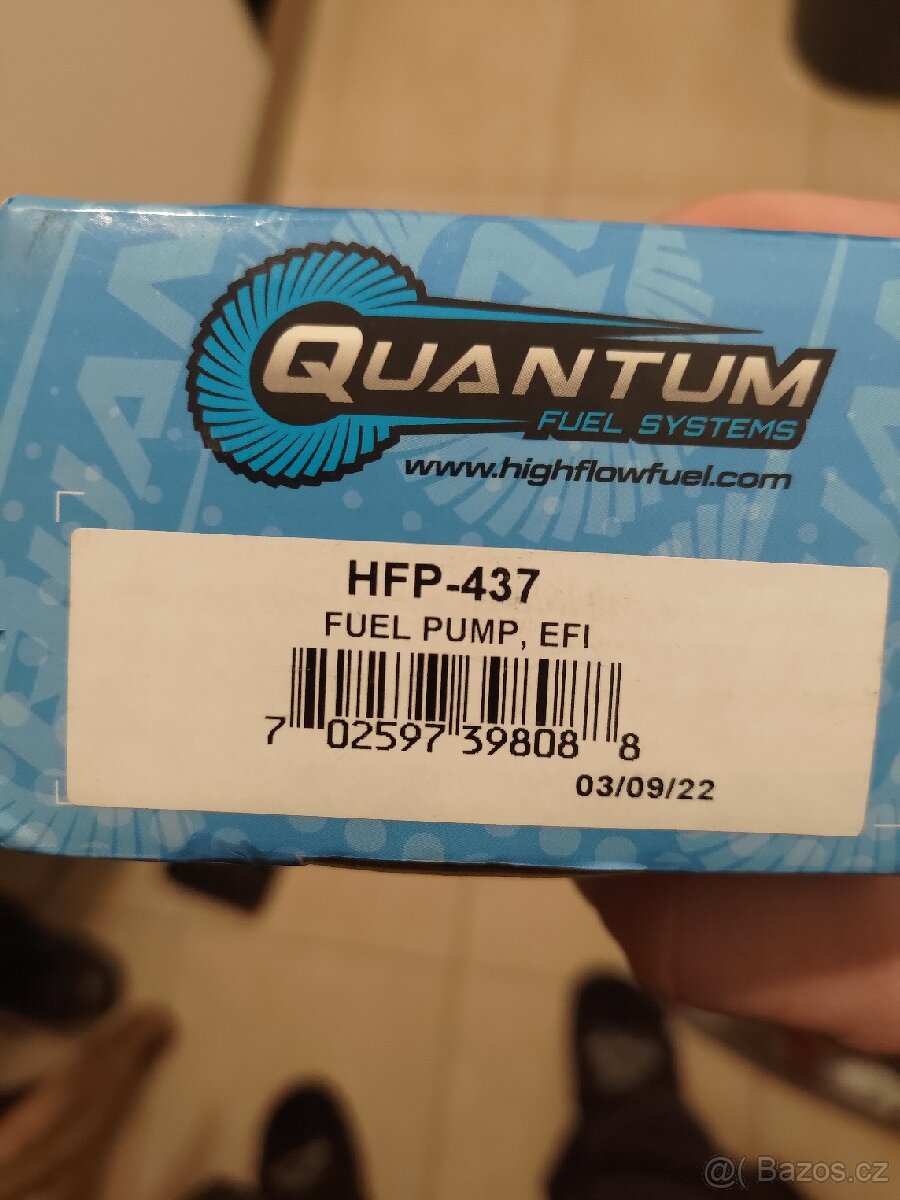 QUANTUM
FUEL SYSTEMS
www.highflowfuel.com
HFP-437
FUEL PUMP, EFI
7 02597 39808 8
03/09/22
@( Bazos.cz